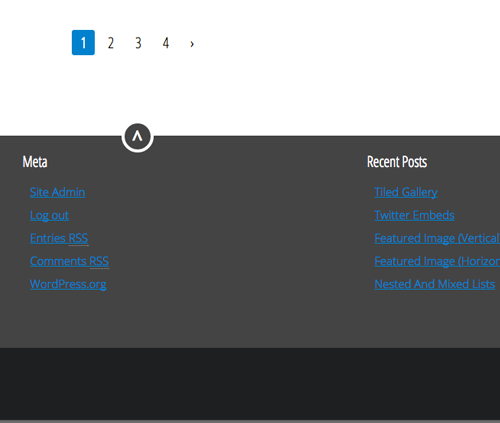 1 2 3 4 ›
^
Meta
Site Admin
Log out
Entries RSS
Comments RSS
WordPress.org
Recent Posts
Tiled Gallery
Twitter Embeds
Featured Image (Vertical
Featured Image (Horizon
Nested And Mixed Lists